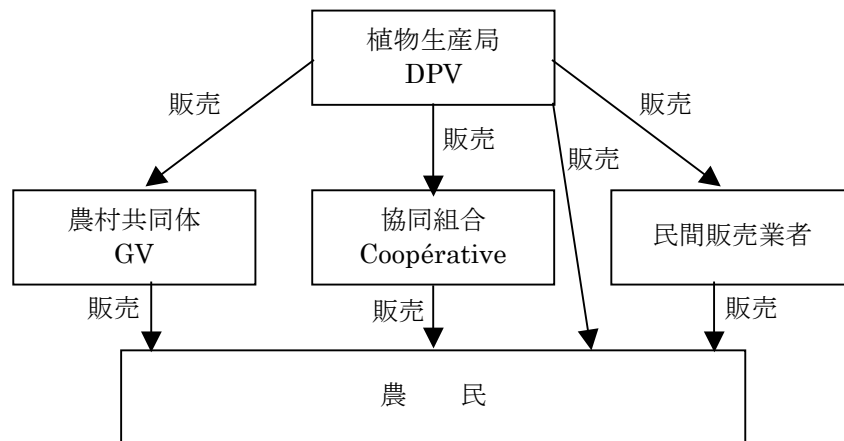 植物生産局
DPV
販売
販売
販売
販売
農村共同体
GV
協同組合
Coopérative
民間販売業者
販売
販売
販売
農　　民